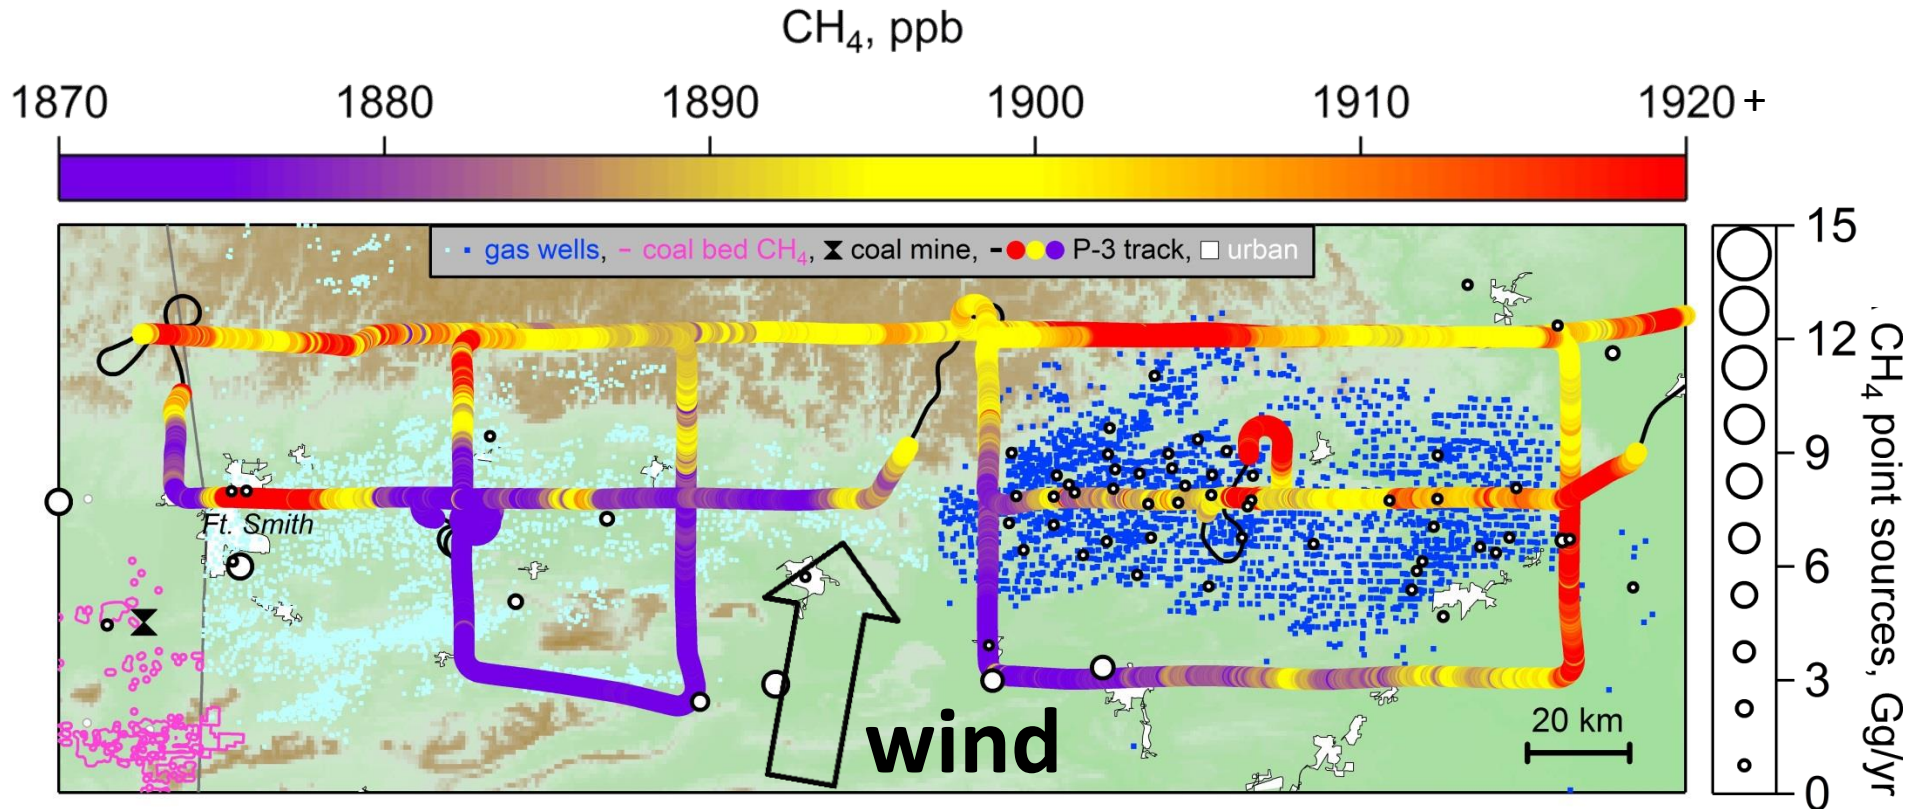 CH₄, ppb
1870 1880 1890 1900 1910 1920 +
gas wells, coal bed CH₄, coal mine, P-3 track, urban
15
12
9
6
3
0
CH₄ point sources, Gg/yr
Ft. Smith
wind
20 km